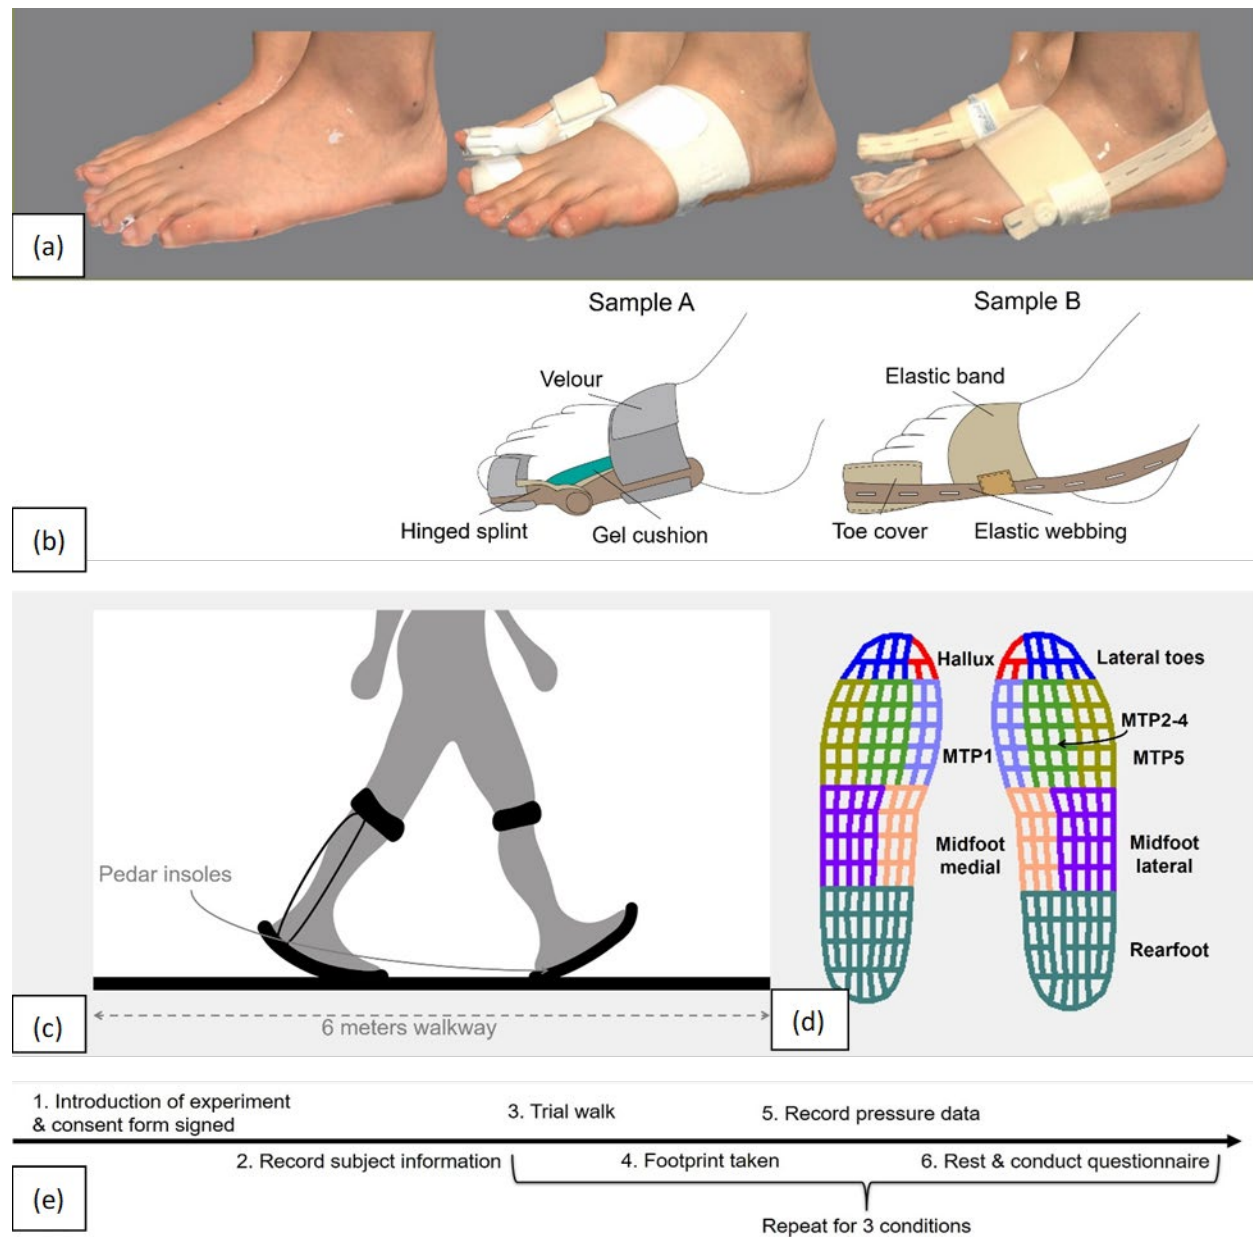 (a)
Sample A
Sample B
Velour
Elastic band
Hinged splint
Gel cushion
Toe cover
Elastic webbing
(b)
Pedar insoles
6 meters walkway
(c)
Hallux
Lateral toes
MTP2-4
MTP1
MTP5
Midfoot
medial
Midfoot
lateral
Rearfoot
(d)
1. Introduction of experiment
& consent form signed
2. Record subject information
3. Trial walk
4. Footprint taken
5. Record pressure data
6. Rest & conduct questionnaire
Repeat for 3 conditions
(e)